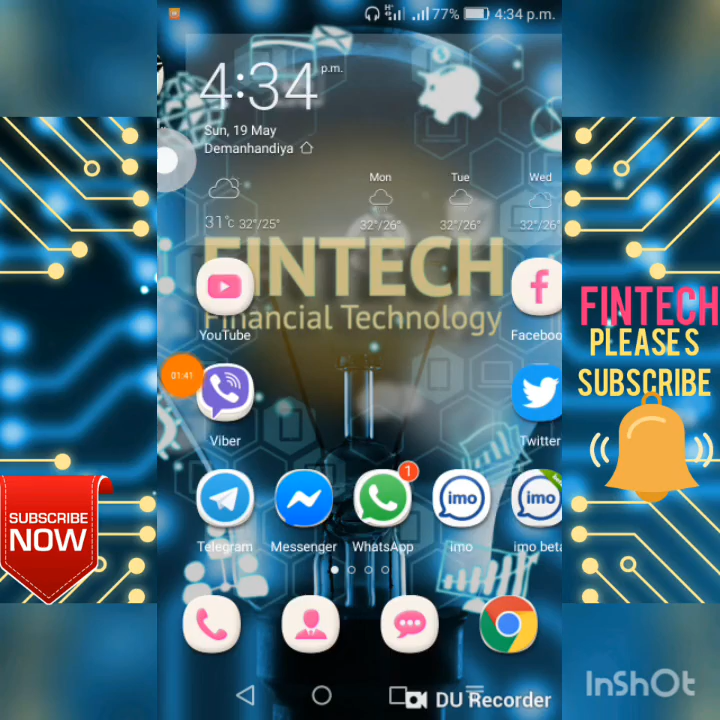 77% 4:34 p.m.
4:34 p.m.
Sun, 19 May
Demanhandiya
Mon Tue Wed
31°c 32°/25° 32°/26° 32°/26° 32°/26°
FINTECH
Financial Technology
YouTube Faceboo
01:41
Viber Twitter
1
imo imo
Telegram Messenger WhatsApp imo imo beta
DU Recorder
SUBSCRIBE
NOW
FINTECH
PLEASE S
SUBSCRIBE
InShOt